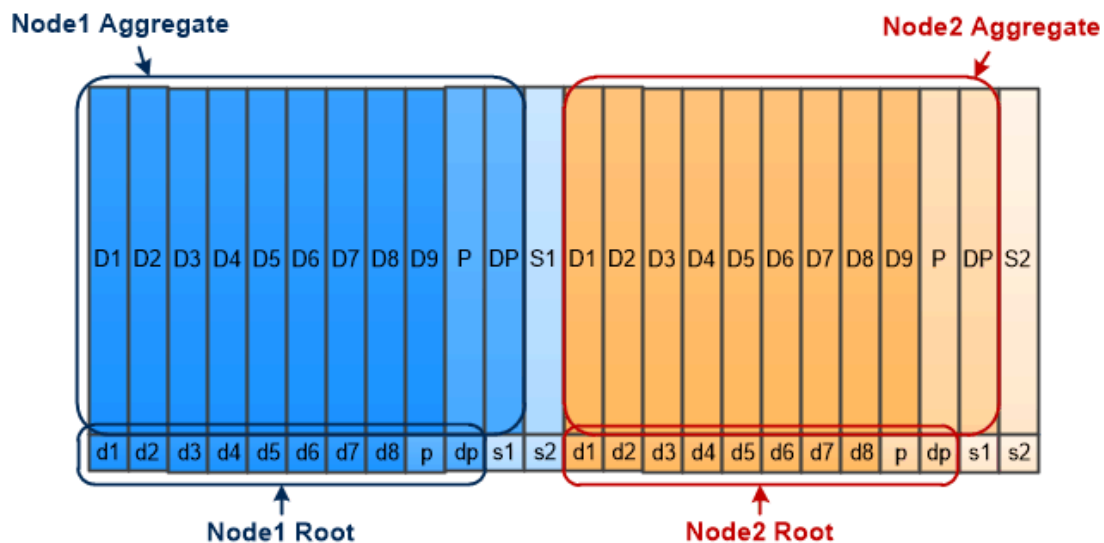 Node1 Aggregate Node2 Aggregate
D1 D2 D3 D4 D5 D6 D7 D8 D9 P DP S1 D1 D2 D3 D4 D5 D6 D7 D8 D9 P DP S2
d1 d2 d3 d4 d5 d6 d7 d8 p dp s1 s2 d1 d2 d3 d4 d5 d6 d7 d8 p dp s1 s2
Node1 Root Node2 Root